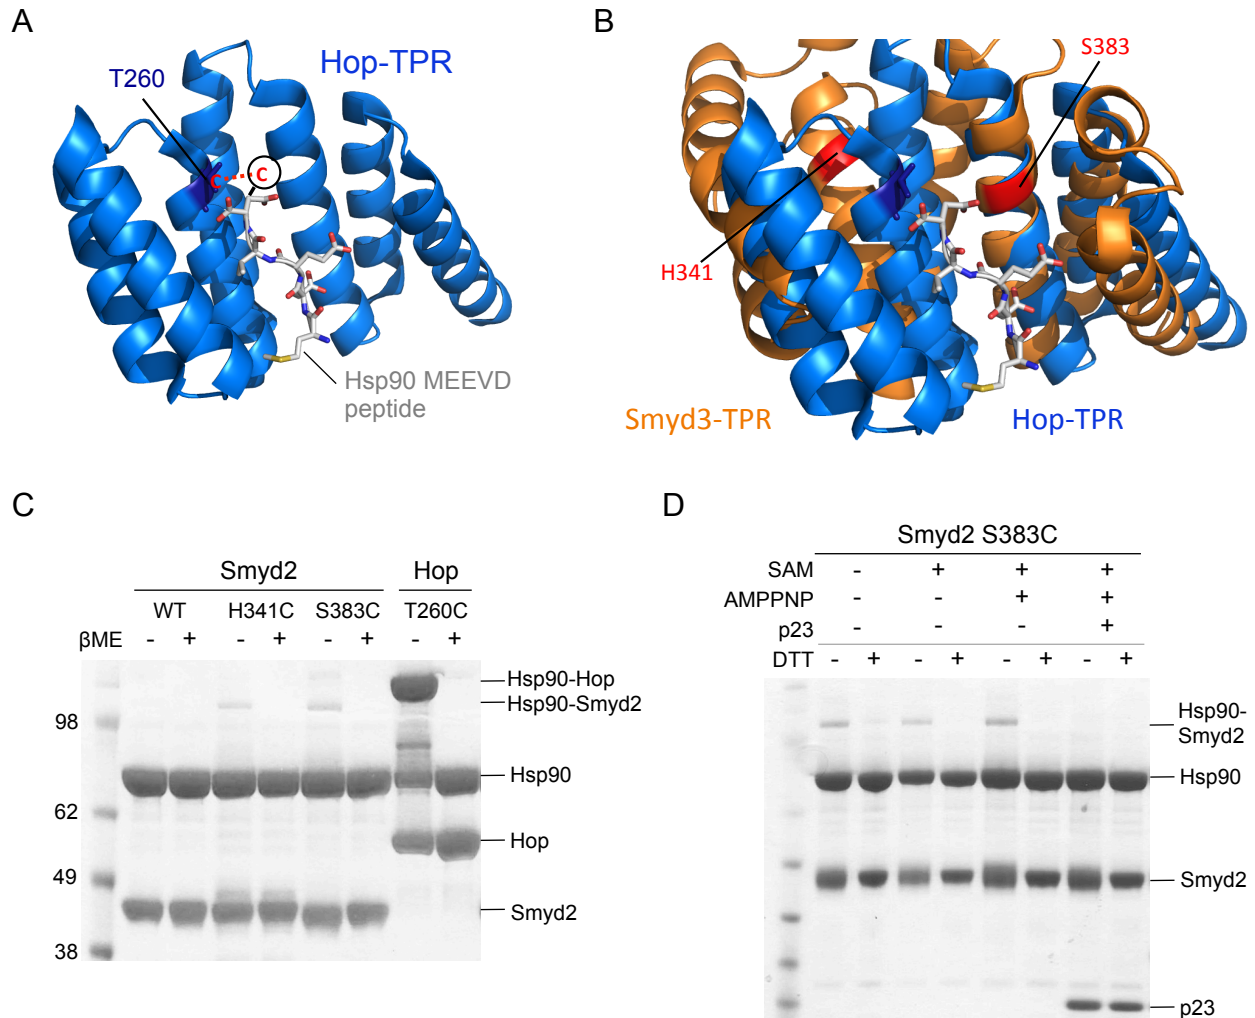 A
Hop-TPR
T260
C
C
Hsp90 MEEVD
peptide
B
S383
H341
Smyd3-TPR
Hop-TPR
C
Smyd2
Hop
WT
H341C
S383C
T260C
βME
-
+
-
+
-
+
-
+
98
62
49
38
Hsp90-Hop
Hsp90-Smyd2
Hsp90
Hop
Smyd2
D
Smyd2 S383C
SAM - + + +
AMPPNP - - + +
p23 - - - +
DTT - + - + - + - +
Hsp90-
Smyd2
Hsp90
Smyd2
p23